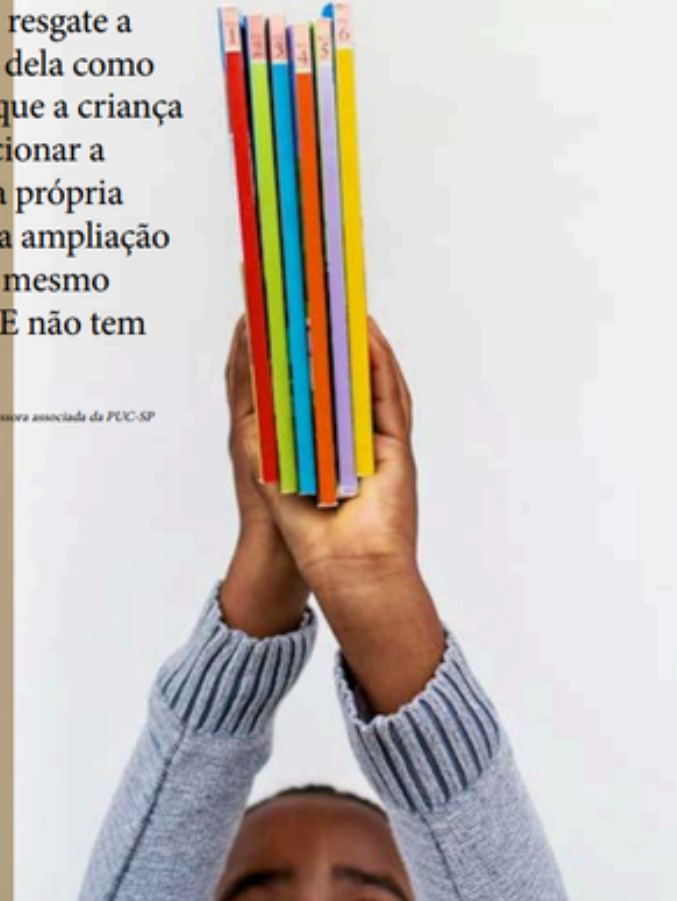 resgate a
dela como
que a criança
cionar a
a própria
a ampliação
mesmo
E não tem
ssora associada da PUC-SP
1 2 3 4 5 6